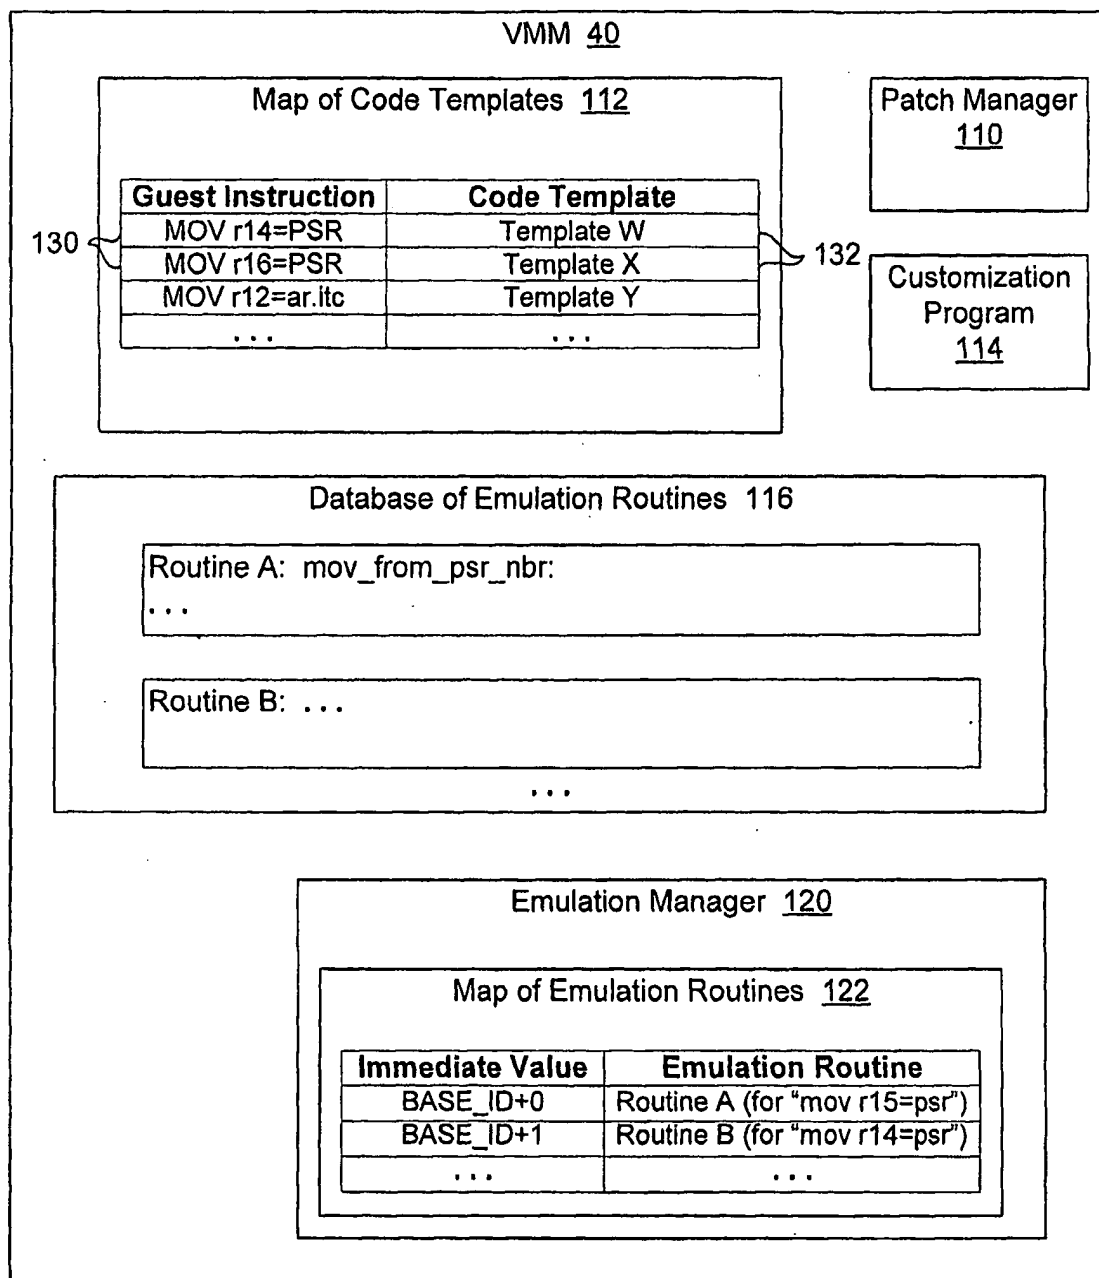 VMM 40
Map of Code Templates 112
Patch Manager
110
Guest Instruction Code Template
MOV r14=PSR Template W
130
132
MOV r16=PSR Template X
MOV r12=ar.itc Template Y
... ...
Customization
Program
114
Database of Emulation Routines 116
Routine A: mov_from_psr_nbr:
...
Routine B: ...
...
Emulation Manager 120
Map of Emulation Routines 122
Immediate Value Emulation Routine
BASE_ID+0 Routine A (for “mov r15=psr”)
BASE_ID+1 Routine B (for “mov r14=psr”)
... ...